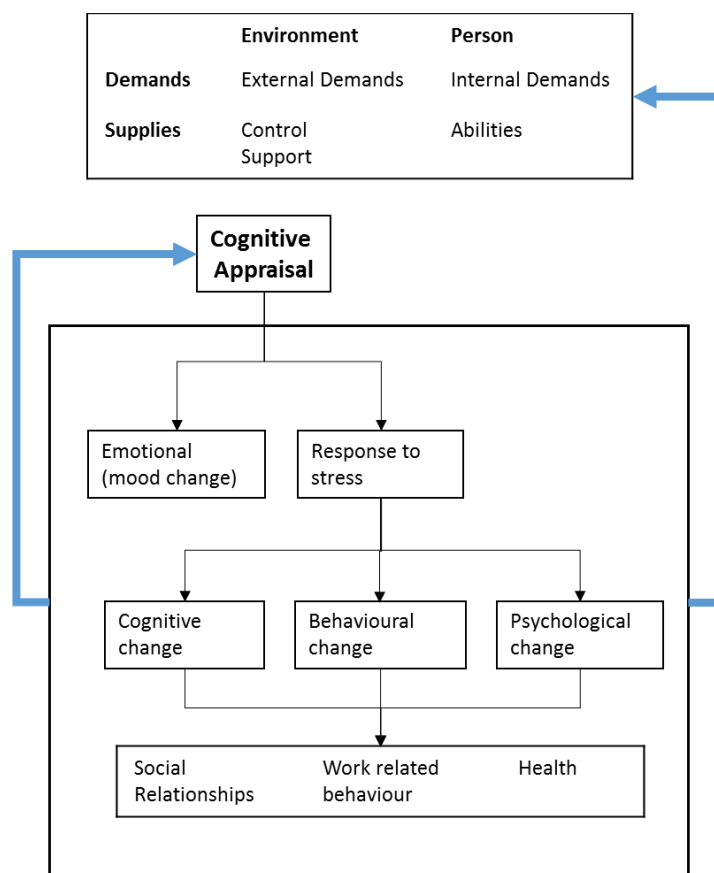 Environment Person
Demands External Demands Internal Demands
Supplies Control Abilities
Support
Cognitive
Appraisal
Emotional
(mood change)
Response to
stress
Cognitive
change
Behavioural
change
Psychological
change
Social
Relationships
Work related
behaviour
Health